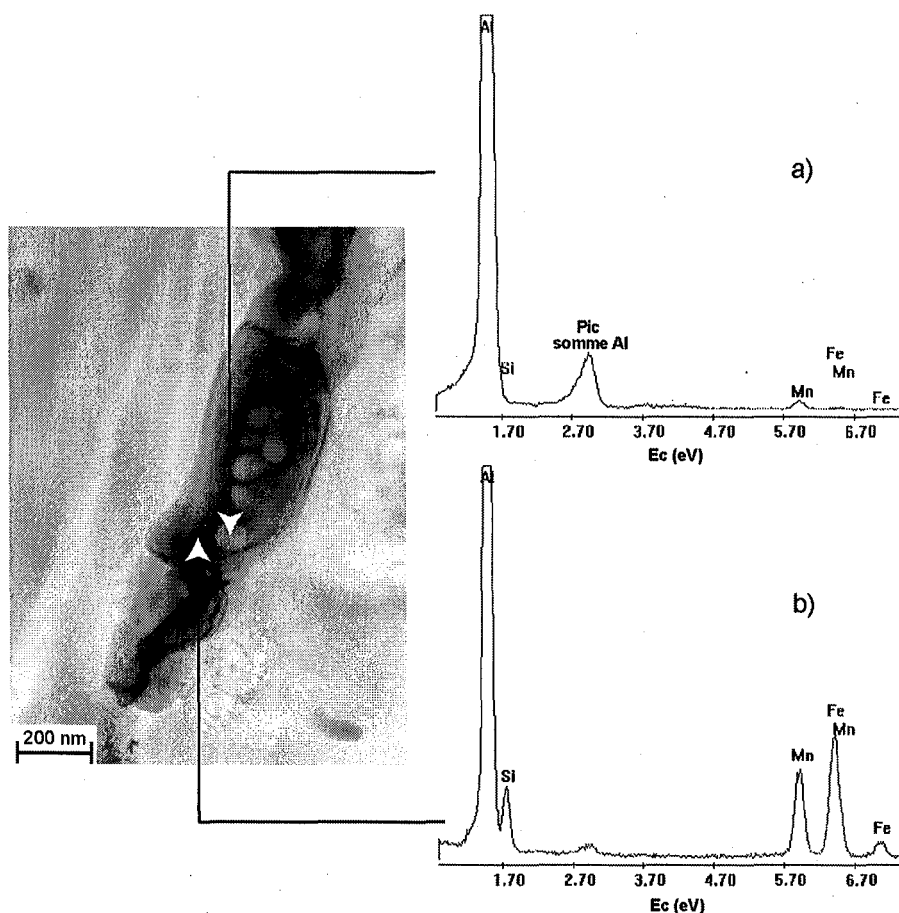 Al
a)
Si
Pic
somme Al
Mn
Fe
Mn
Fe
1.70 2.70 3.70 4.70 5.70 6.70
Ec (eV)
200 nm
Al
b)
Si
Mn
Fe
Mn
Fe
1.70 2.70 3.70 4.70 5.70 6.70
Ec (eV)